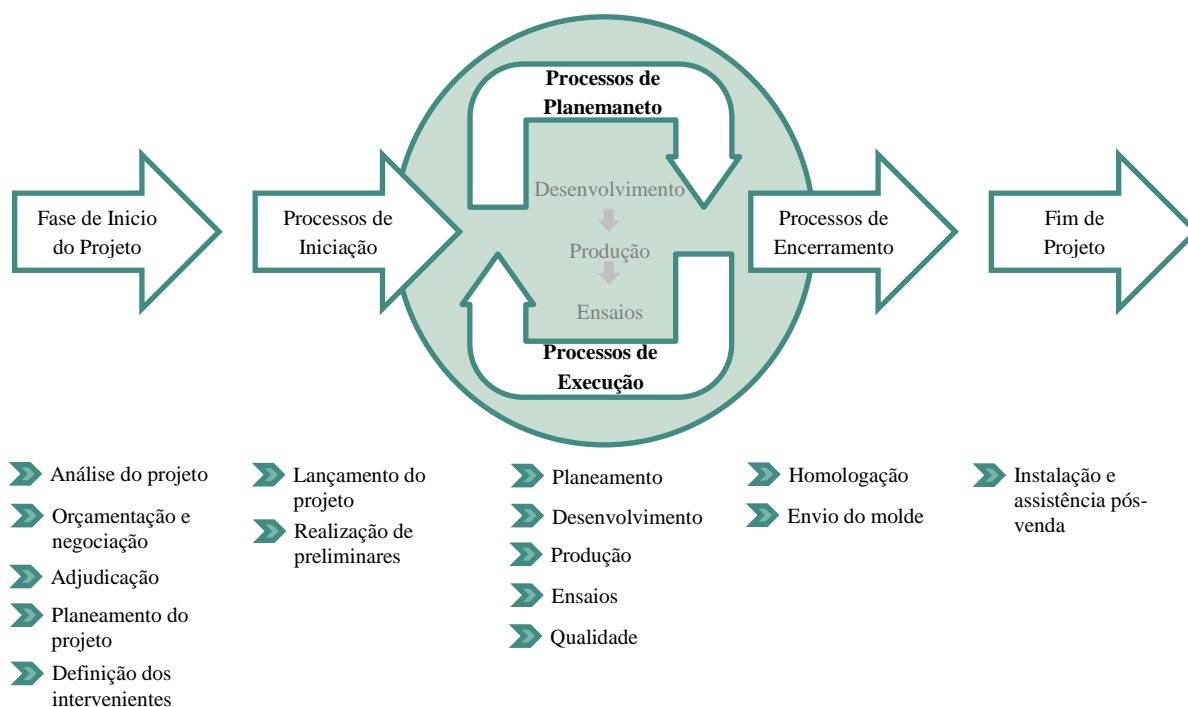 Processos de
Planemaneto
Desenvolvimento
Produção
Ensaios
Processos de
Execução
Fase de Inicio
do Projeto
Processos de
Iniciação
Processos de
Encerramento
Fim de
Projeto
Análise do projeto
Orçamentação e
negociação
Adjudicação
Planeamento do
projeto
Definição dos
intervenientes
Lançamento do
projeto
Realização de
preliminares
Planeamento
Desenvolvimento
Produção
Ensaios
Qualidade
Homologação
Envio do molde
Instalação e
assistência pós-
venda